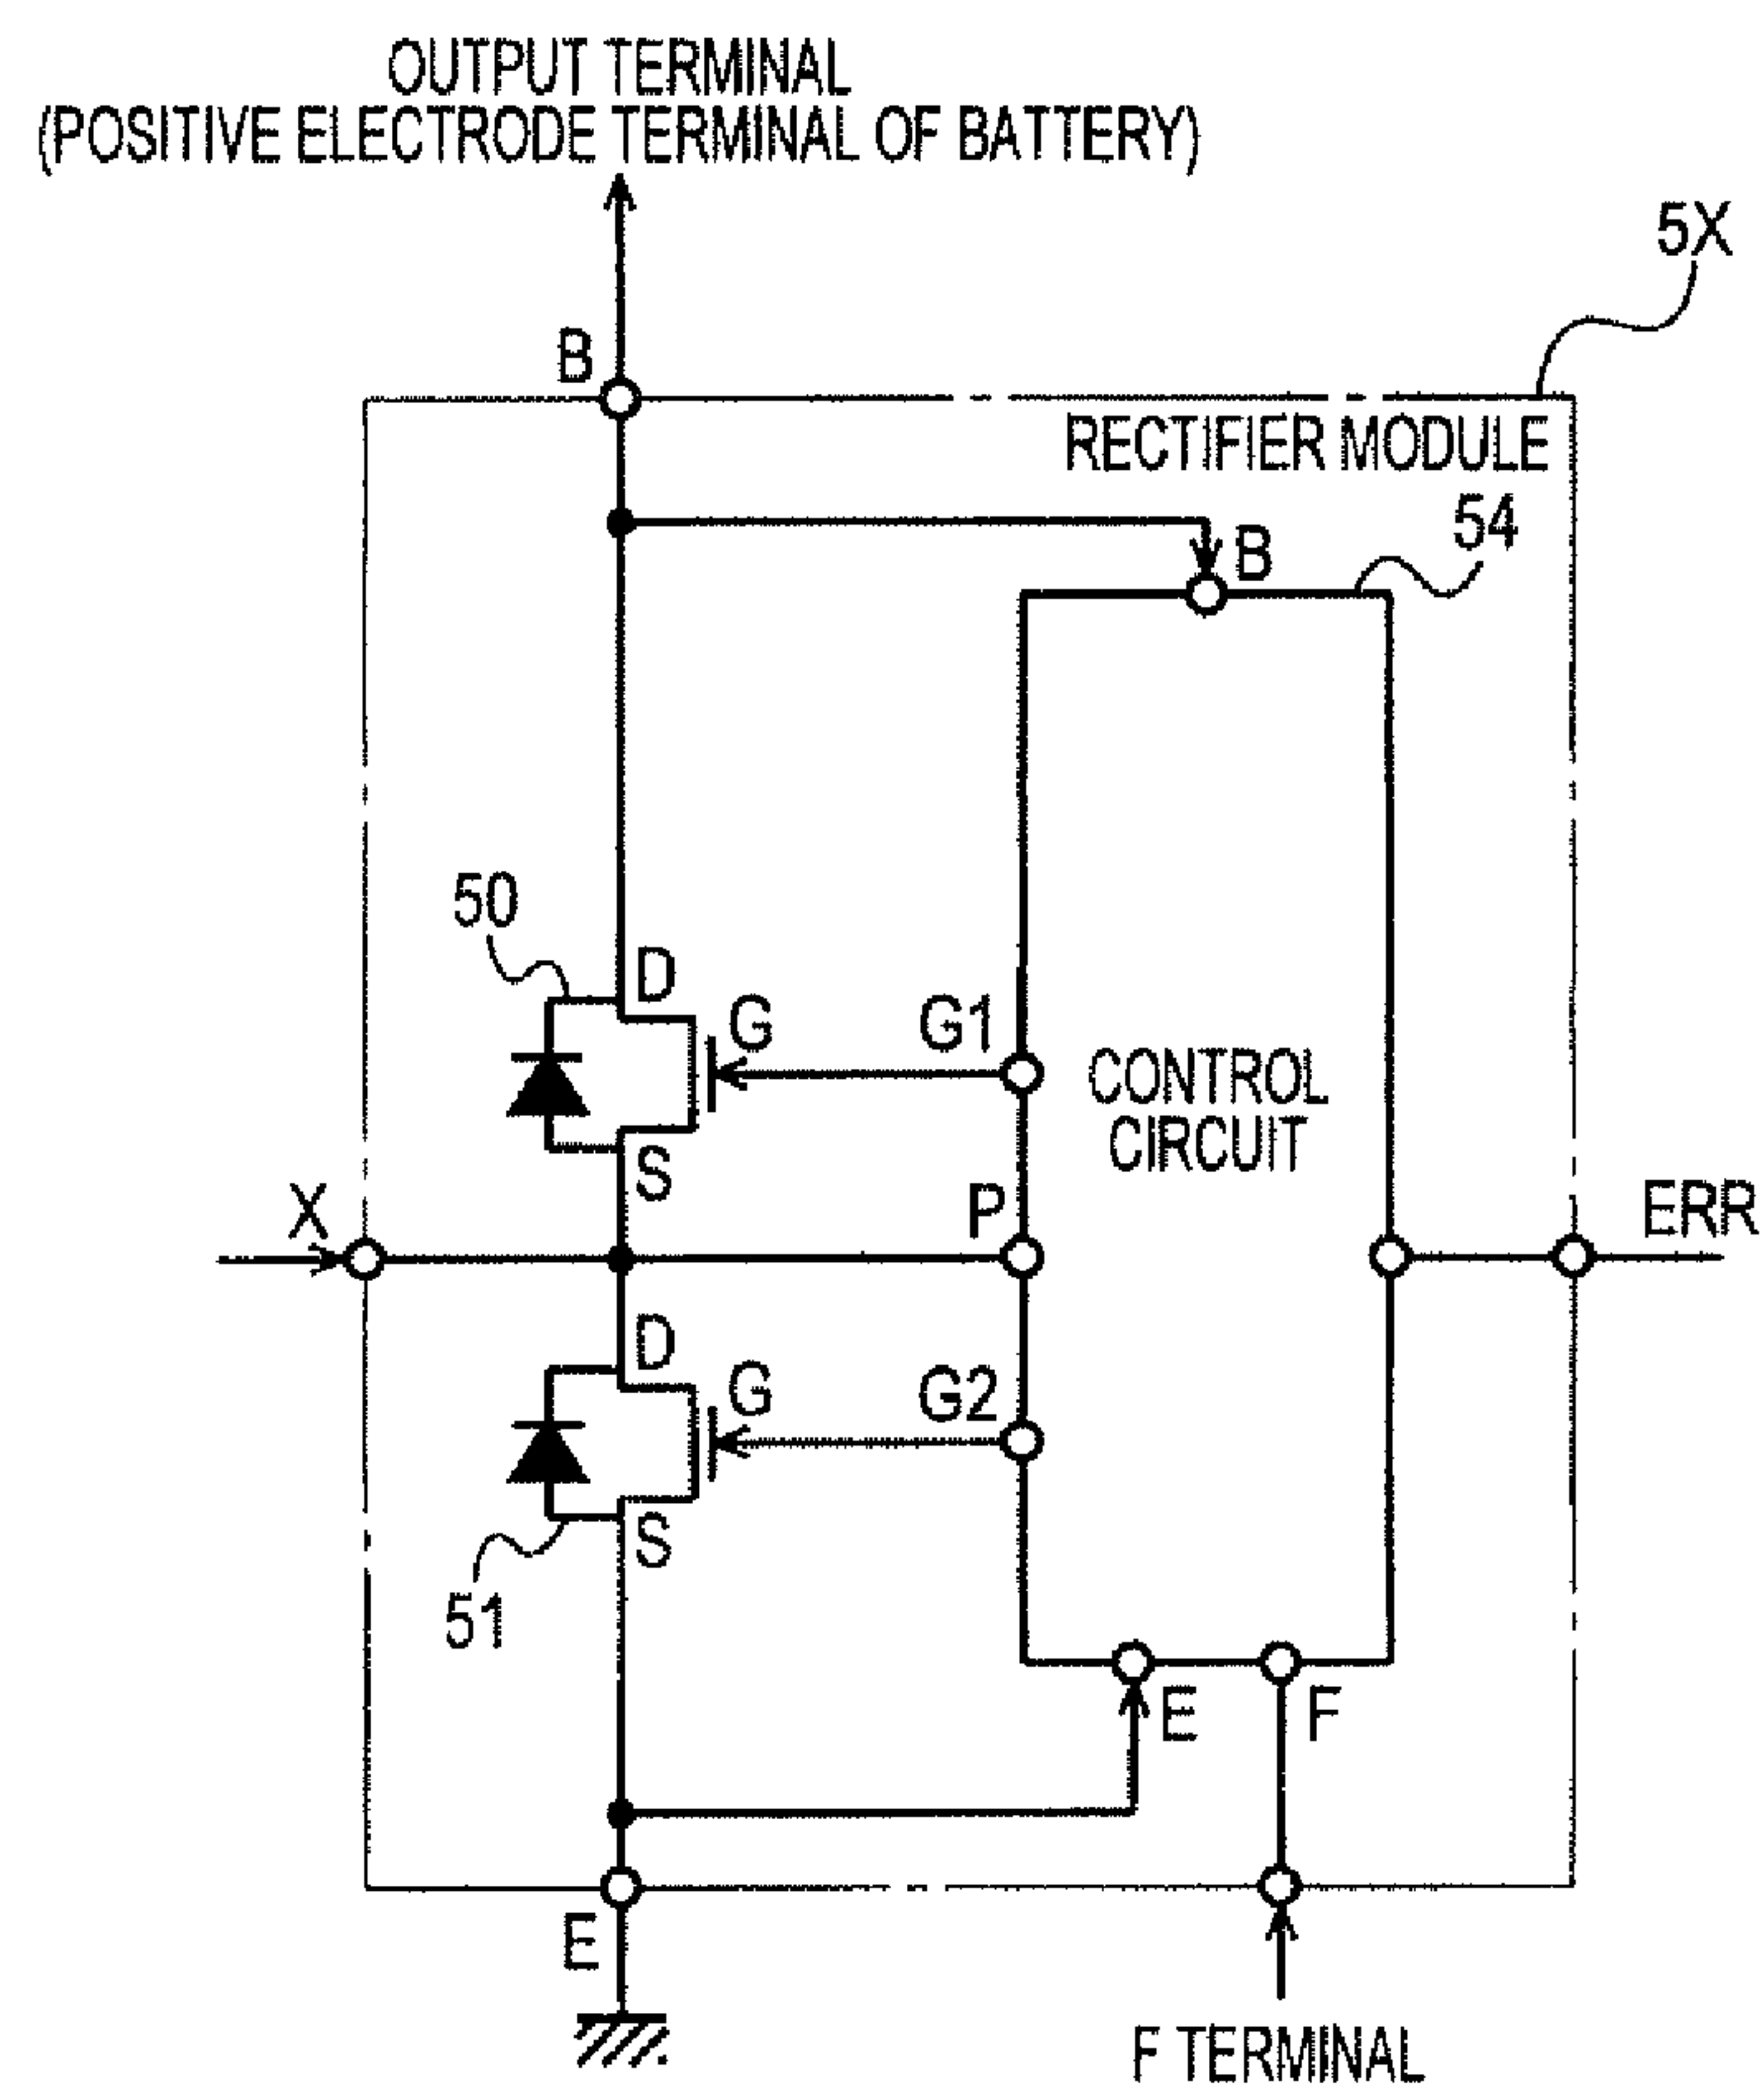 OUTPUT TERMINAL
(POSITIVE ELECTRODE TERMINAL OF BATTERY)
5X
B
RECTIFIER MODULE
54
B
50
D
G
G1
CONTROL
CIRCUIT
S
X
P
ERR
D
G
G2
S
51
E
F
E
F TERMINAL